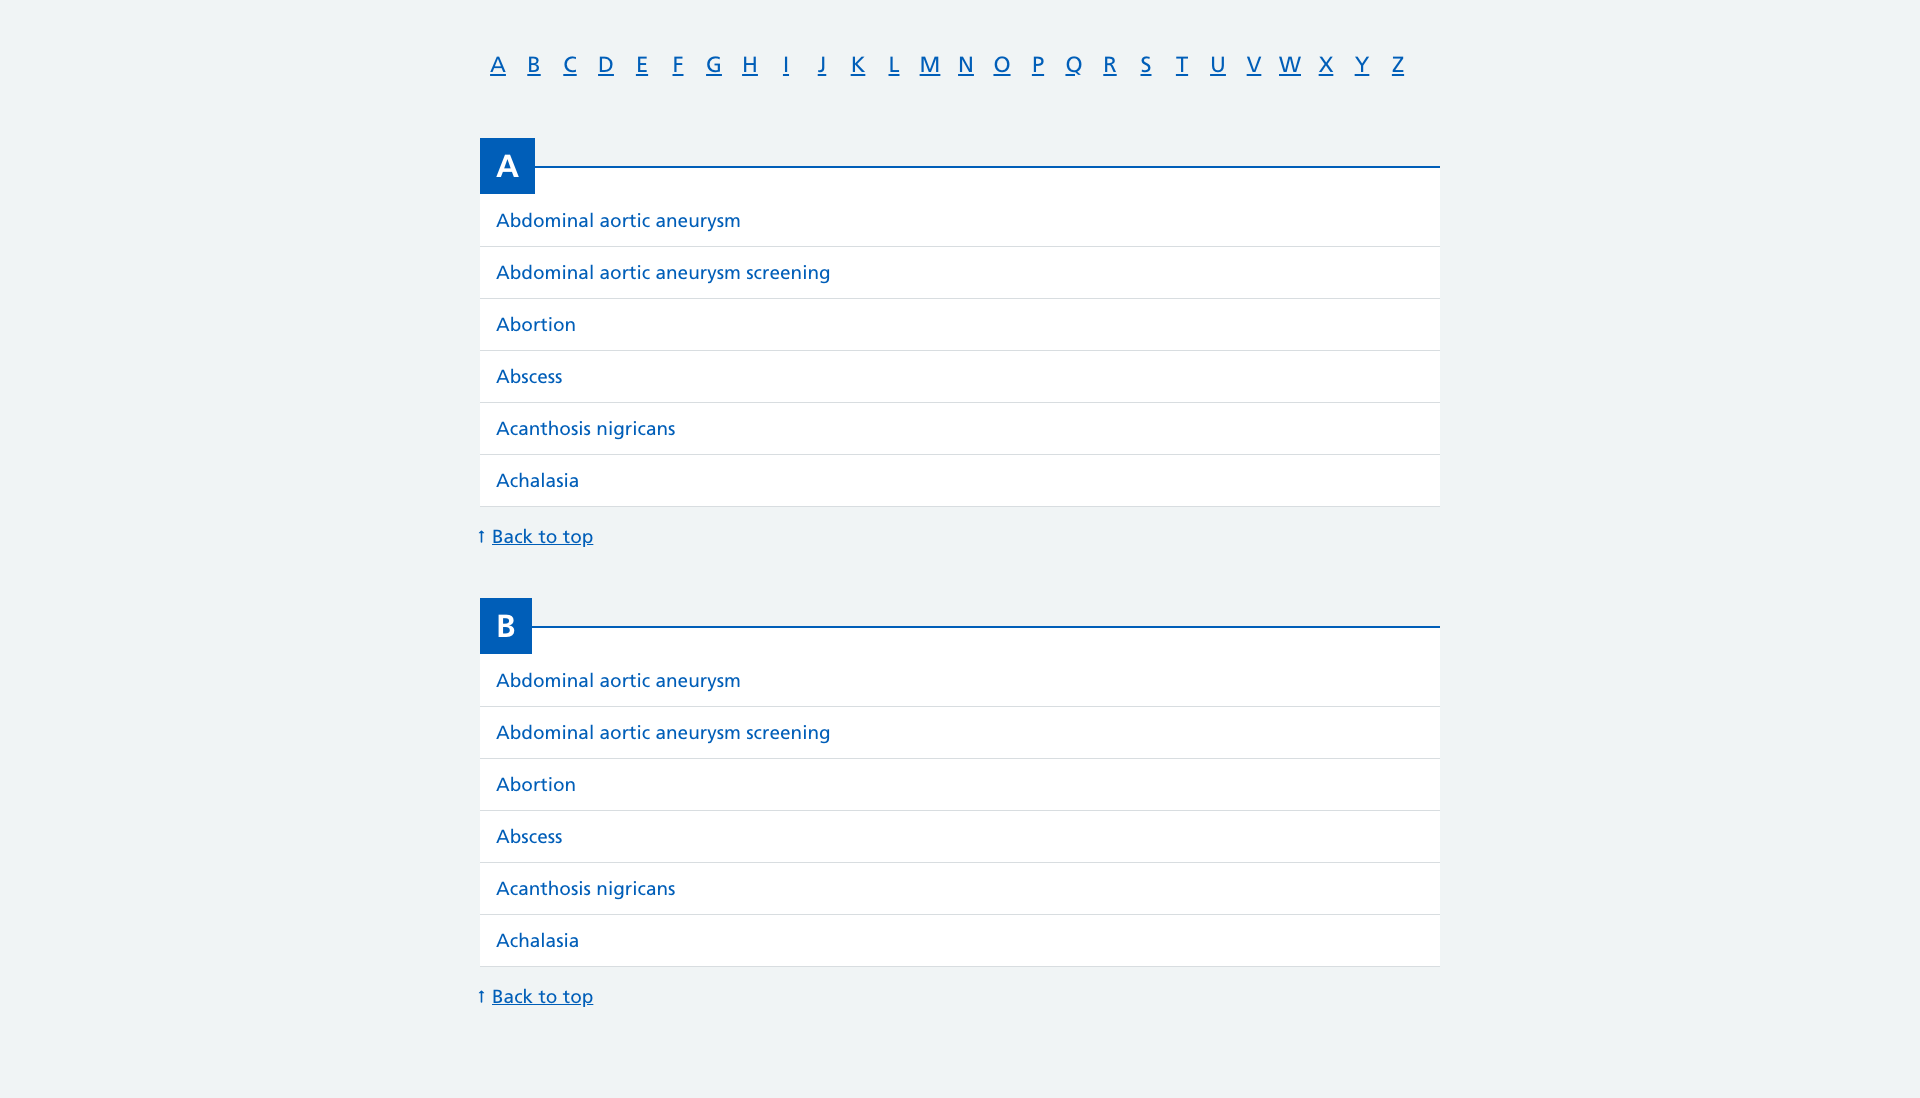 A B C D E F G H I J K L M N O P Q R S T U V W X Y Z
A
Abdominal aortic aneurysm
Abdominal aortic aneurysm screening
Abortion
Abscess
Acanthosis nigricans
Achalasia
↑ Back to top
B
Abdominal aortic aneurysm
Abdominal aortic aneurysm screening
Abortion
Abscess
Acanthosis nigricans
Achalasia
↑ Back to top